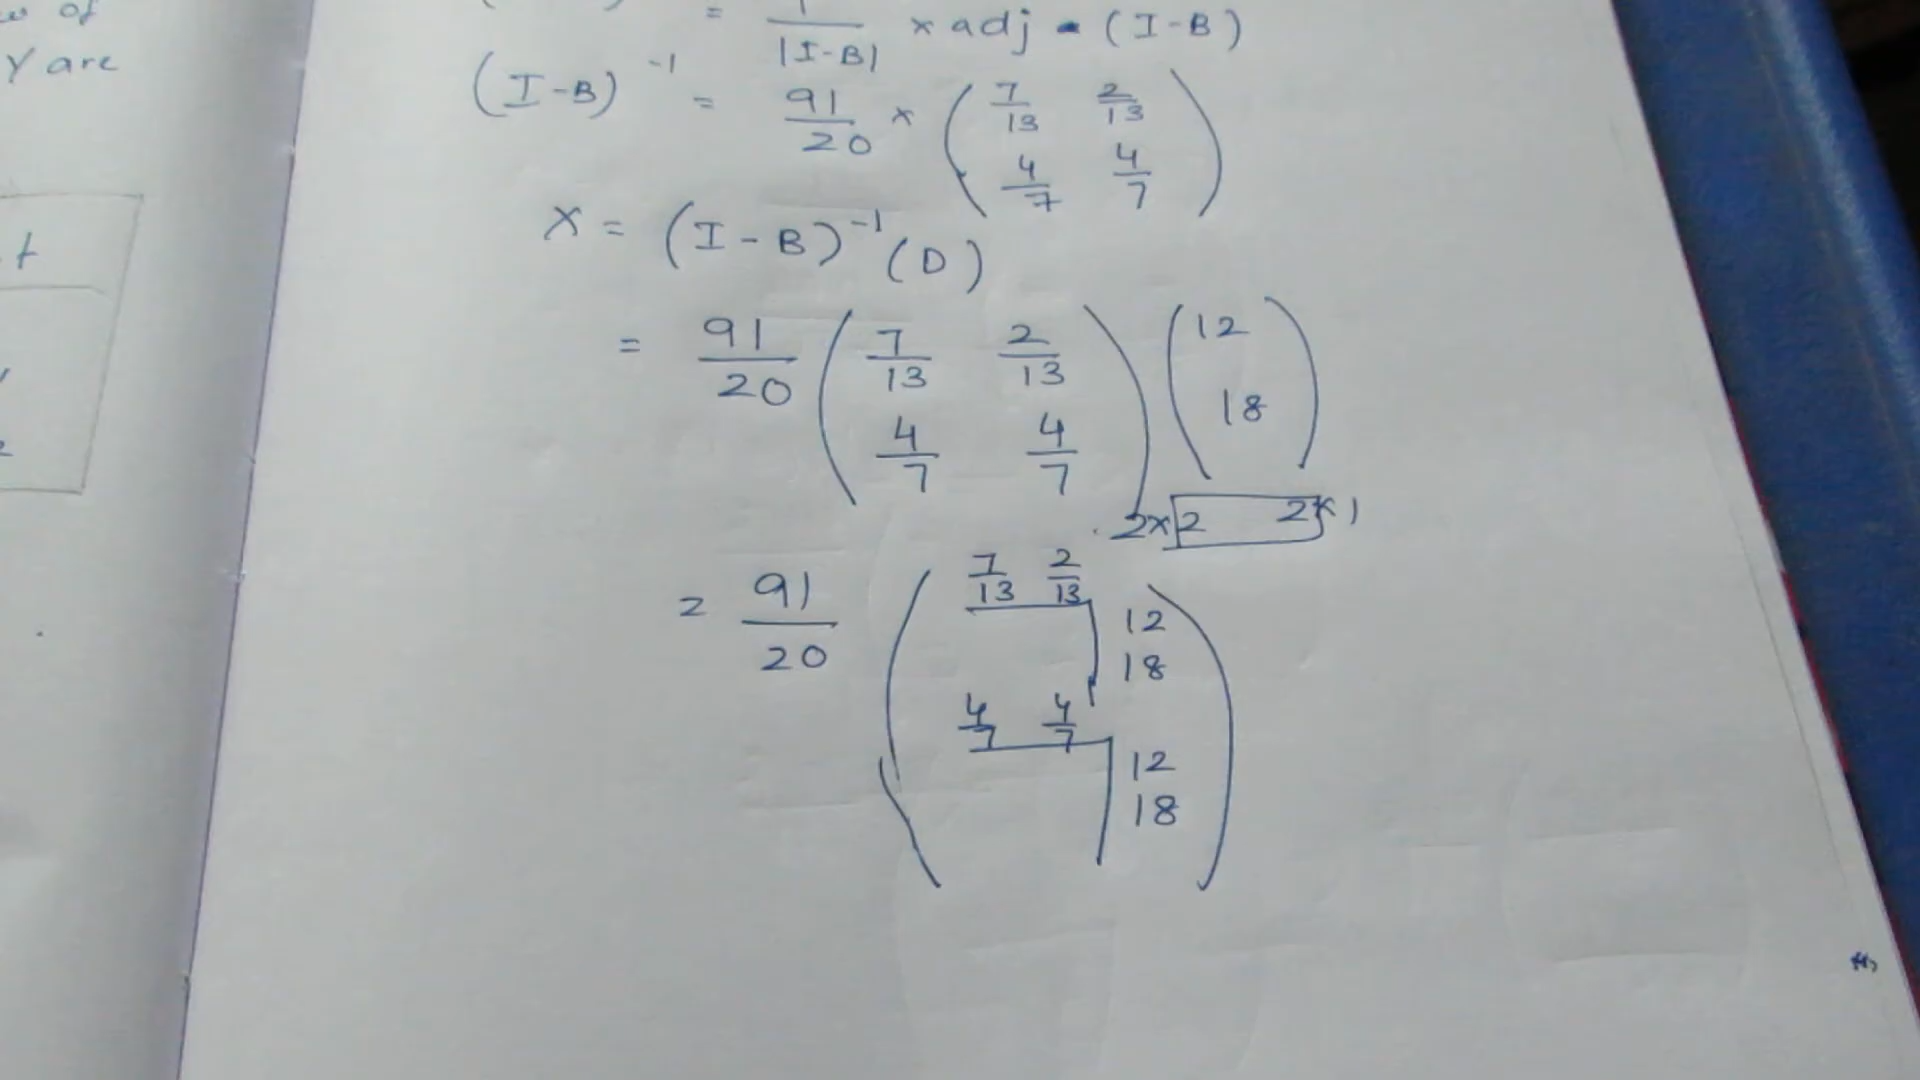 w of
Y are
t
= 1/|I-B| × adj - (I-B)
(I-B)^-1 = 91/20 × ( 7/13 2/13
4/7 4/7 )
X = (I-B)^-1 (D)
= 91/20 ( 7/13 2/13
4/7 4/7 ) ( 12
18 )
2×2 2×1
= 91/20 ( 7/13 2/13
12
18
4/7 4/7
12
18 )